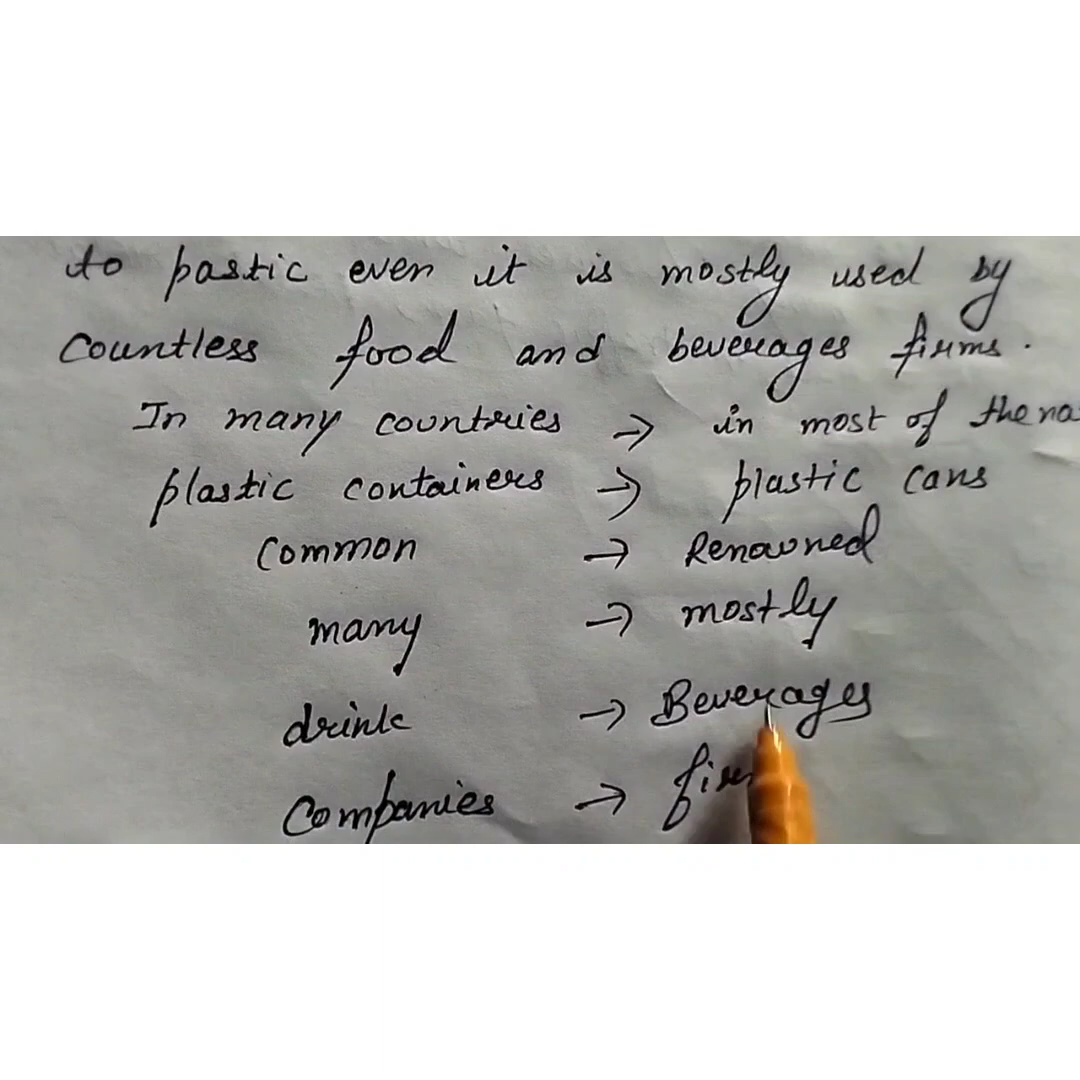 to pastic even it is mostly used by
countless food and beverages firms.
In many countries → in most of the na
plastic containers → plastic cans
common → Renowned
many → mostly
drink → Beverages
Companies →